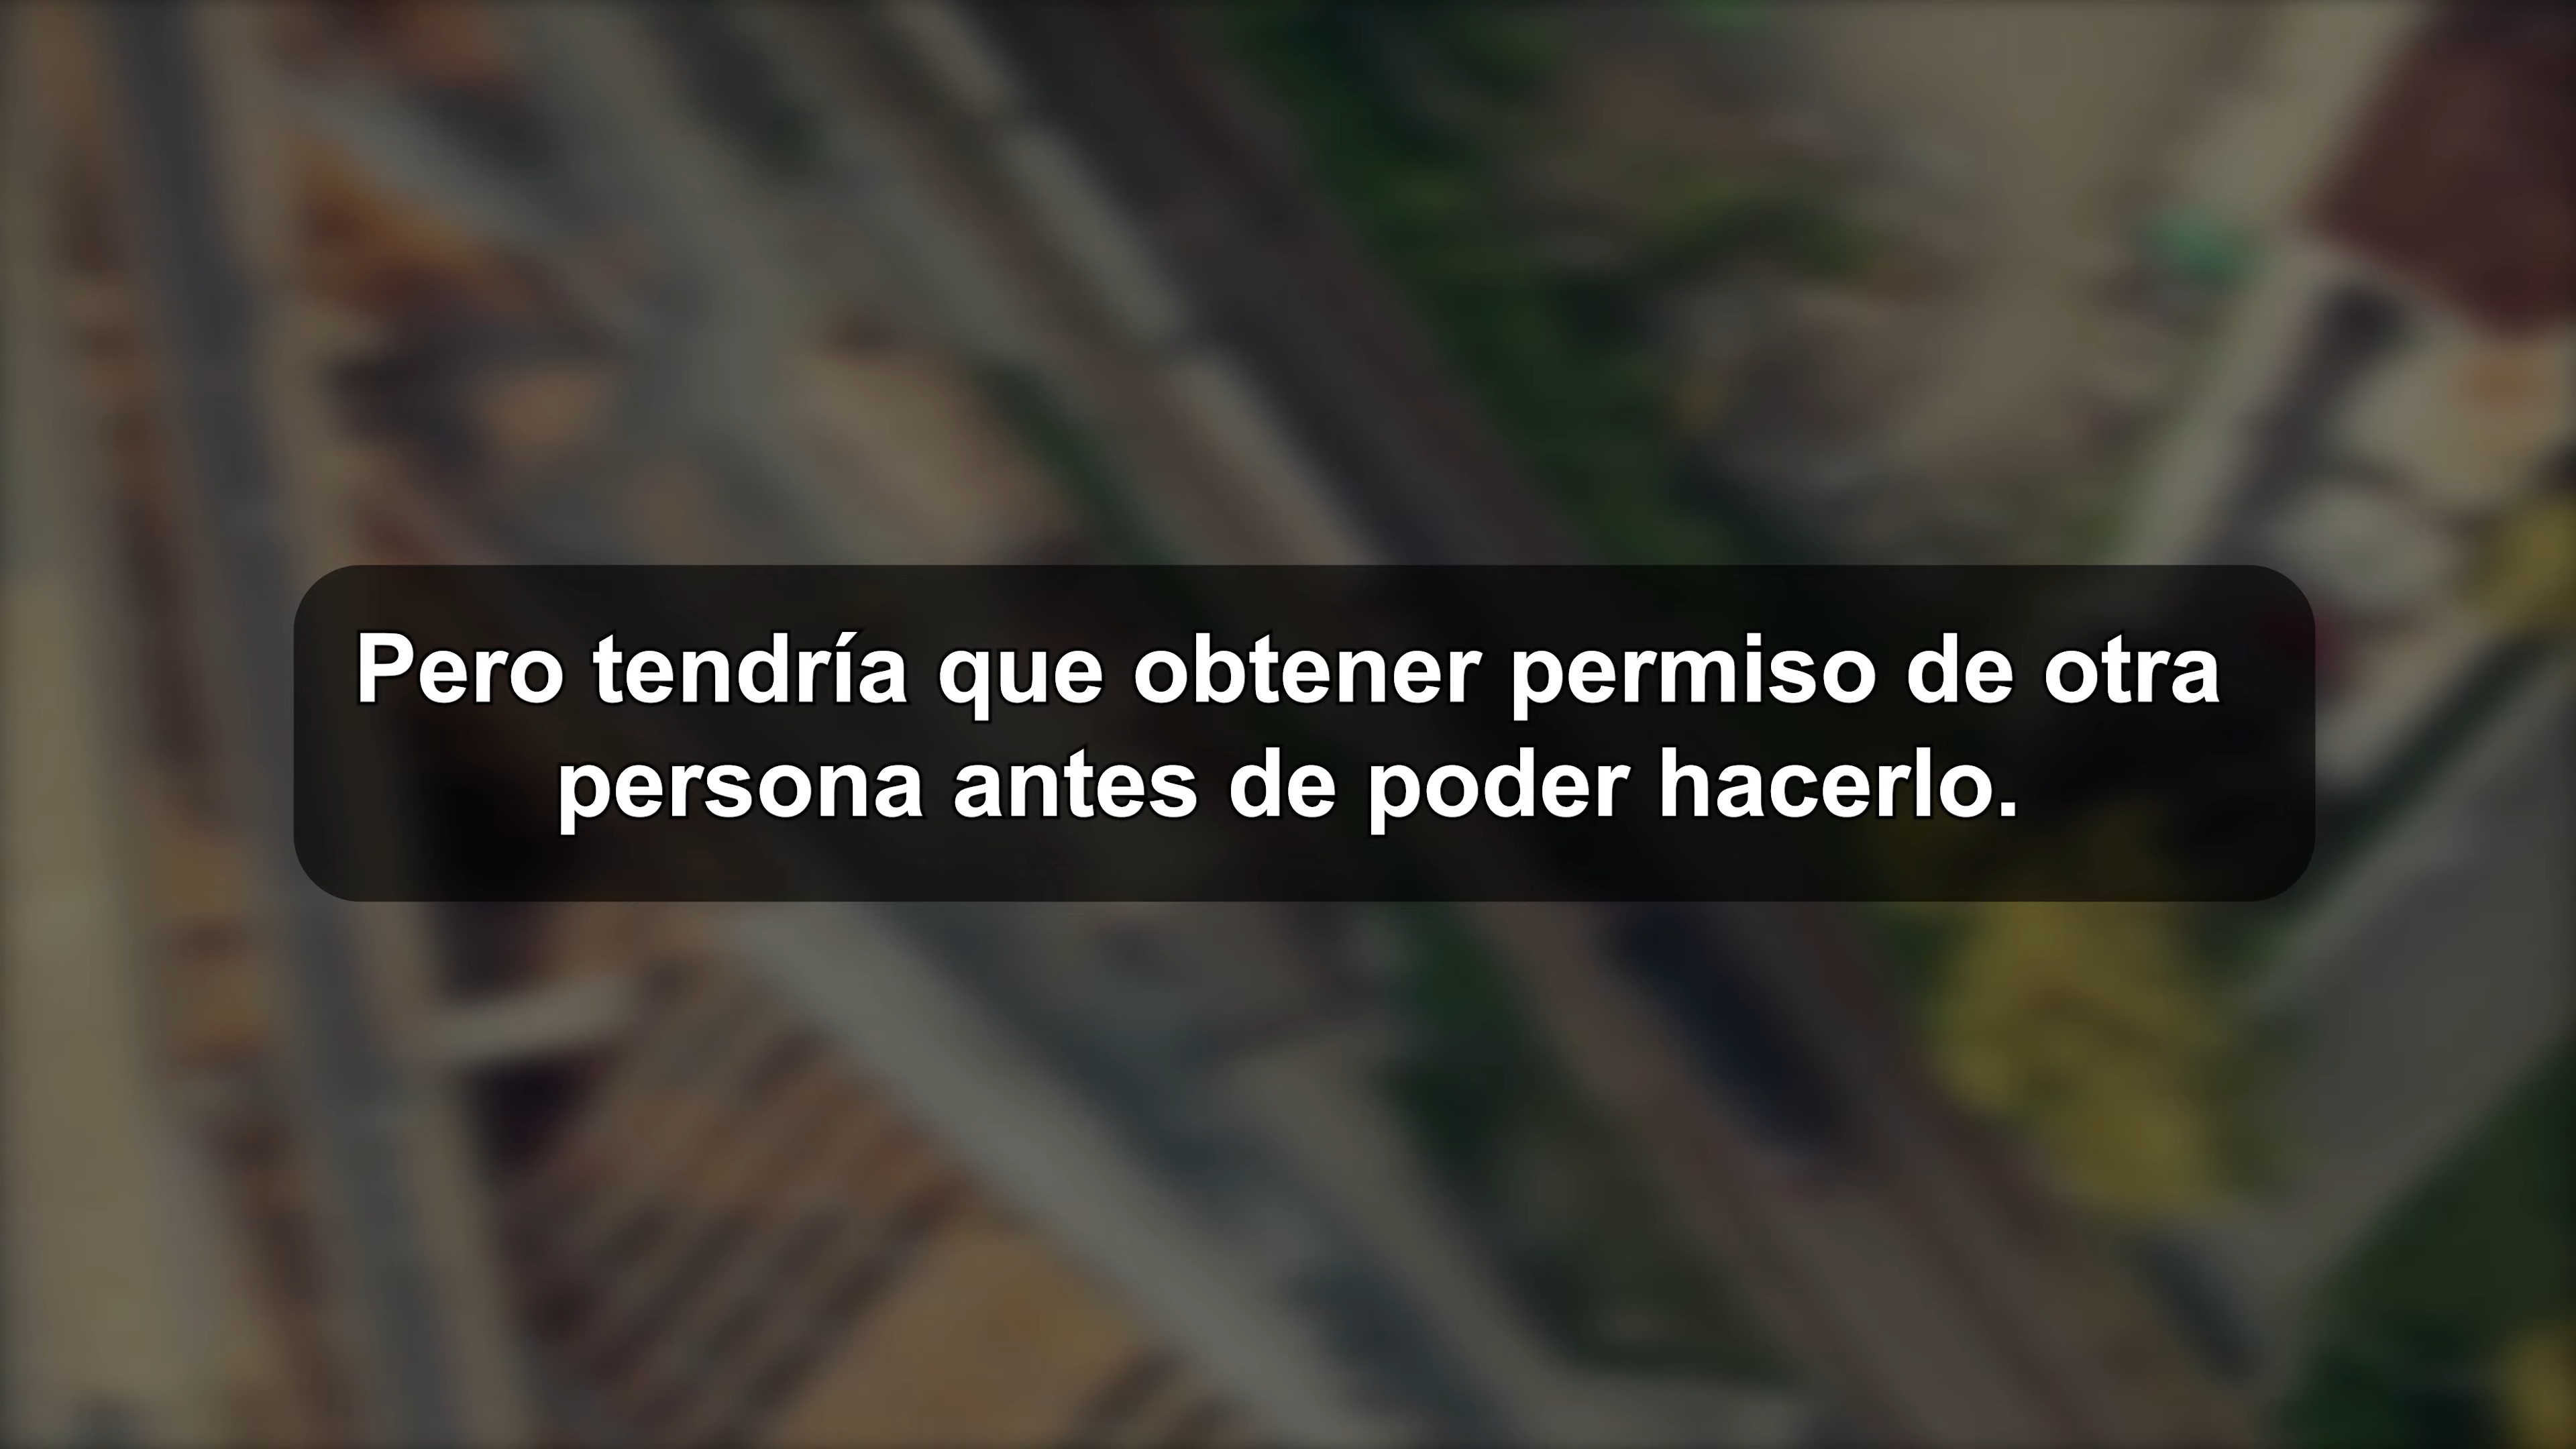 Pero tendría que obtener permiso de otra
persona antes de poder hacerlo.